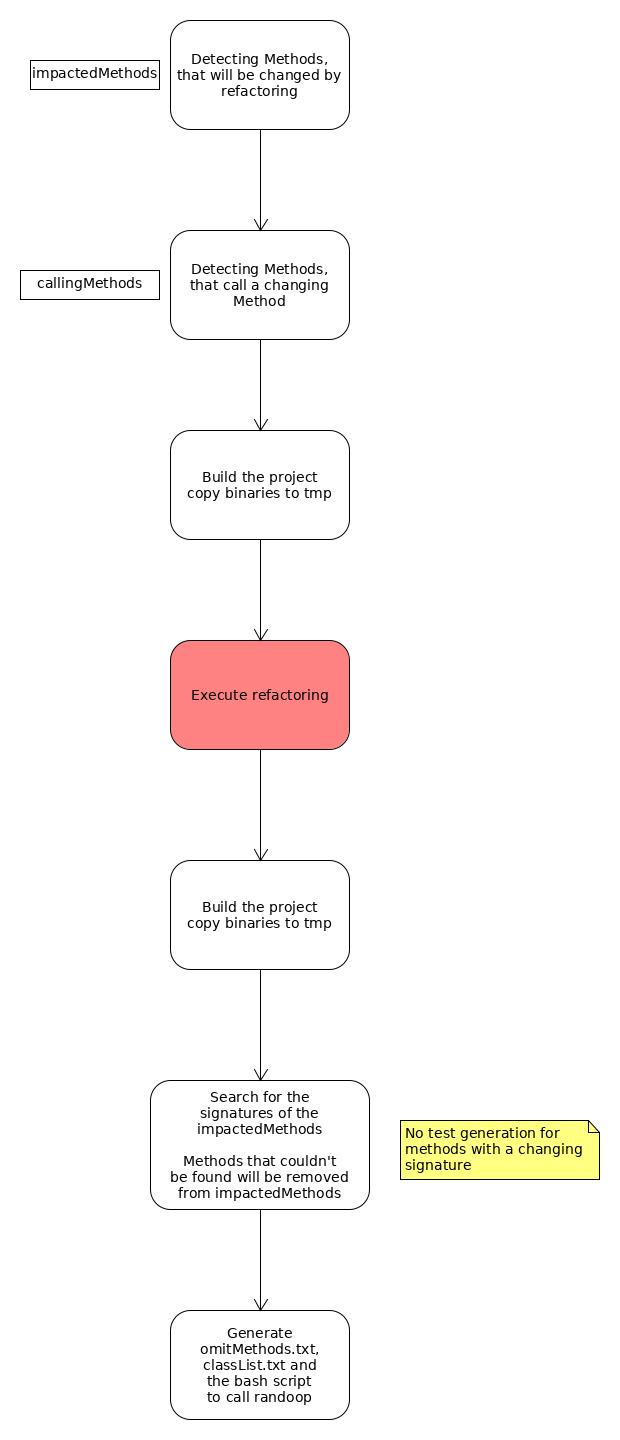 Detecting Methods,
that will be changed by
refactoring
impactedMethods
Detecting Methods,
that call a changing
Method
callingMethods
Build the project
copy binaries to tmp
Execute refactoring
Build the project
copy binaries to tmp
Search for the
signatures of the
impactedMethods
Methods that couldn't
be found will be removed
from impactedMethods
No test generation for
methods with a changing
signature
Generate
omitMethods.txt,
classList.txt and
the bash script
to call randoop